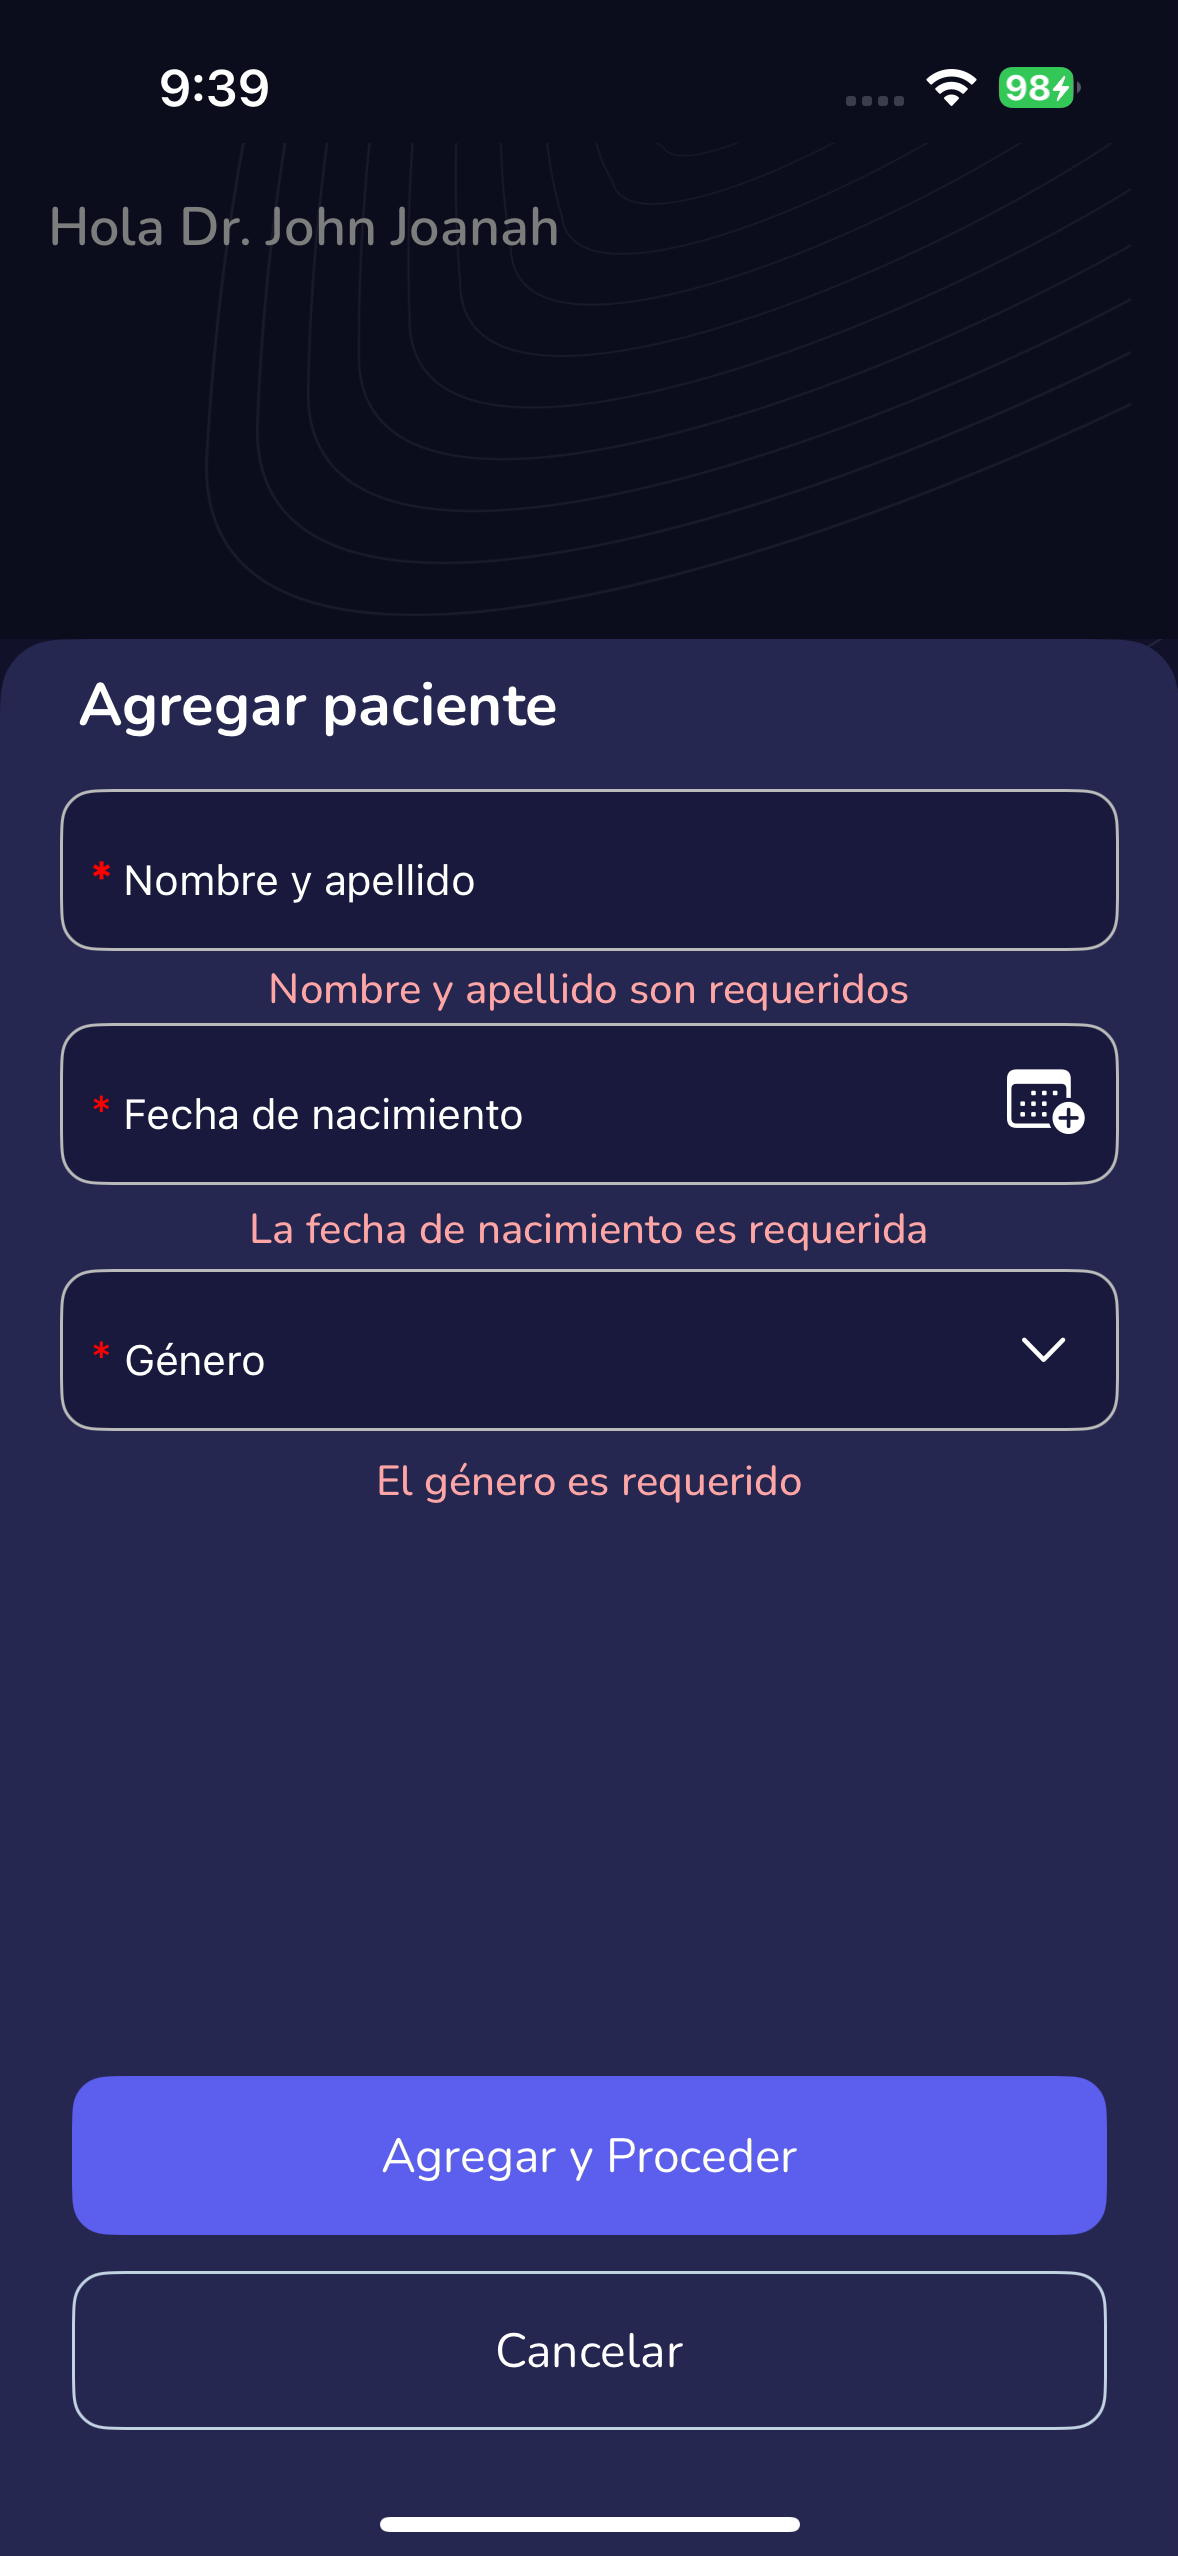 9:39
98
Hola Dr. John Joanah
Agregar paciente
* Nombre y apellido
Nombre y apellido son requeridos
* Fecha de nacimiento
La fecha de nacimiento es requerida
* Género
El género es requerido
Agregar y Proceder
Cancelar